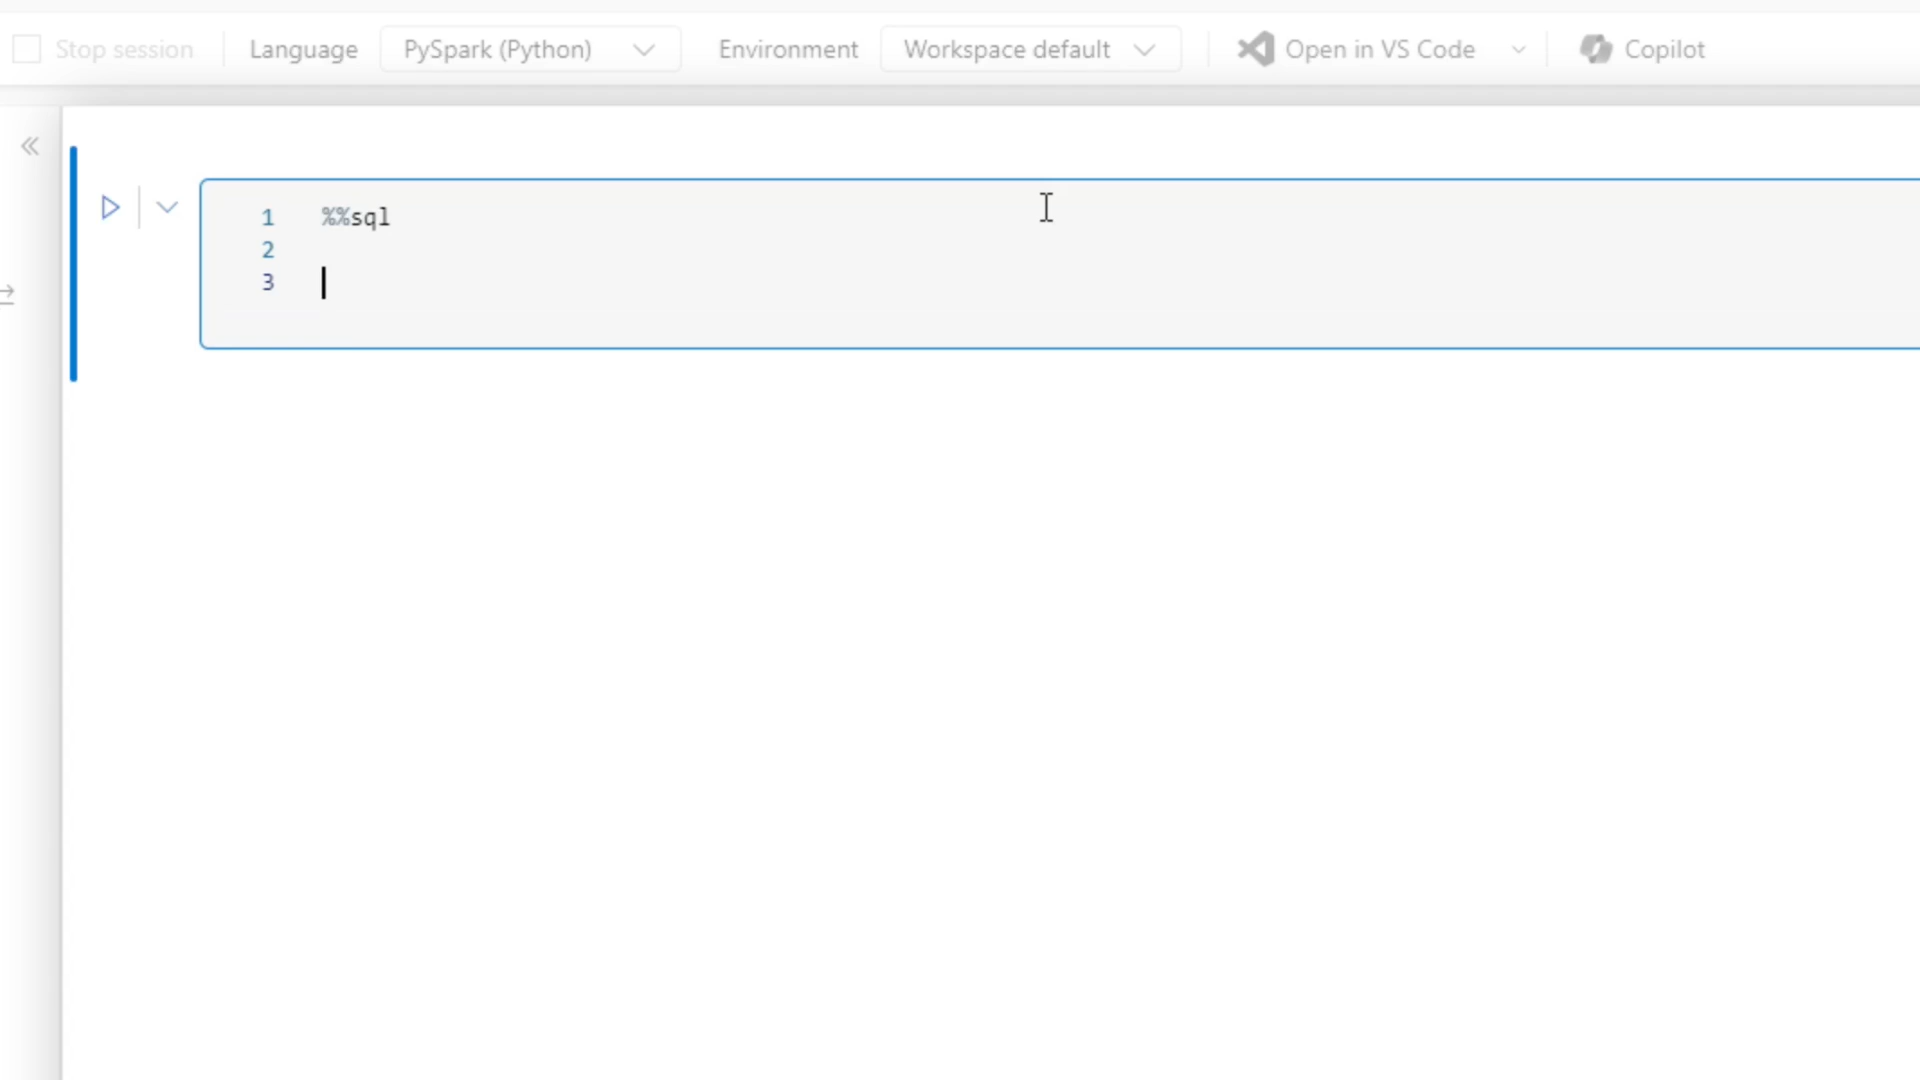 Stop session Language PySpark (Python) Environment Workspace default Open in VS Code Copilot
1 %%sql
2
3